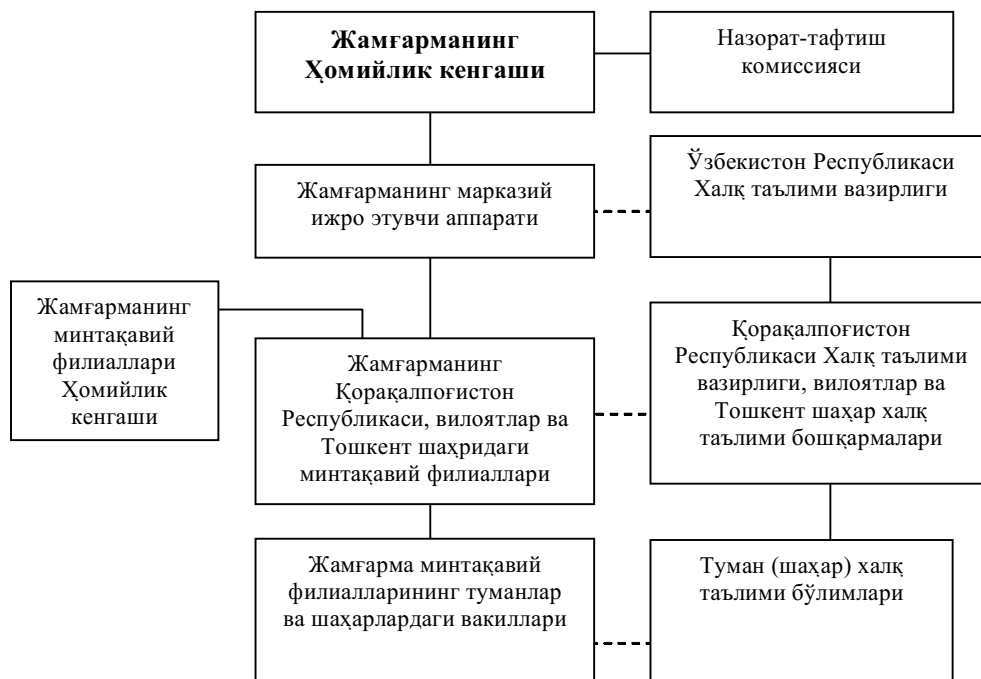 Жамғарманинг
Ҳомийлик кенгаши
Назорат-тафтиш
комиссияси
Жамғарманинг марказий
ижро этувчи аппарати
Ўзбекистон Республикаси
Халқ таълими вазирлиги
Жамғарманинг
минтақавий
филиаллари
Ҳомийлик
кенгаши
Жамғарманинг
Қорақалпоғистон
Республикаси, вилоятлар ва
Тошкент шаҳридаги
минтақавий филиаллари
Қорақалпоғистон
Республикаси Халқ таълими
вазирлиги, вилоятлар ва
Тошкент шаҳар халқ
таълими бошқармалари
Жамғарма минтақавий
филиалларининг туманлар
ва шаҳарлардаги вакиллари
Туман (шаҳар) халқ
таълими бўлимлари